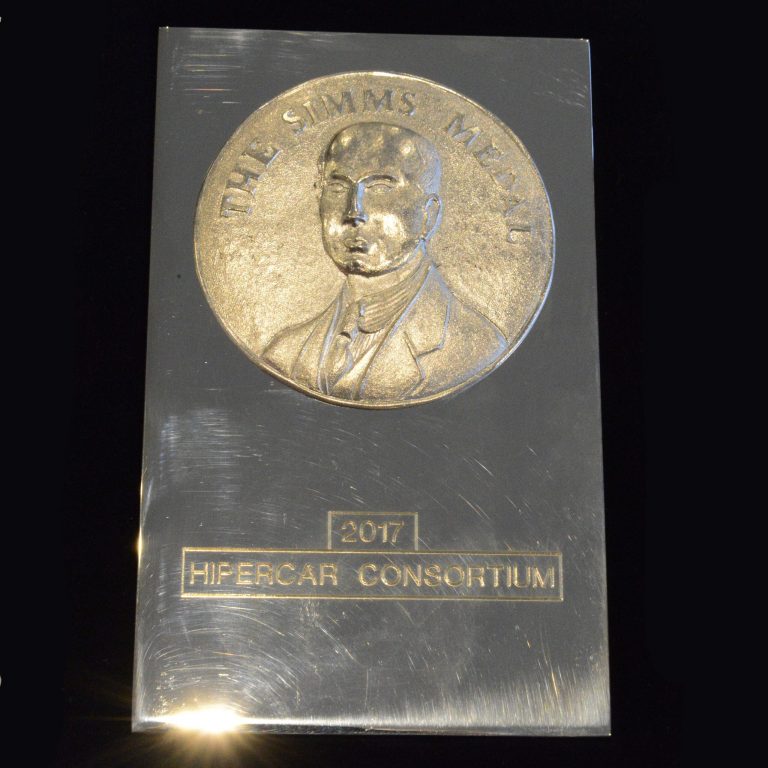 THE SIMMS MEDAL
2017
HIPERCAR CONSORTIUM